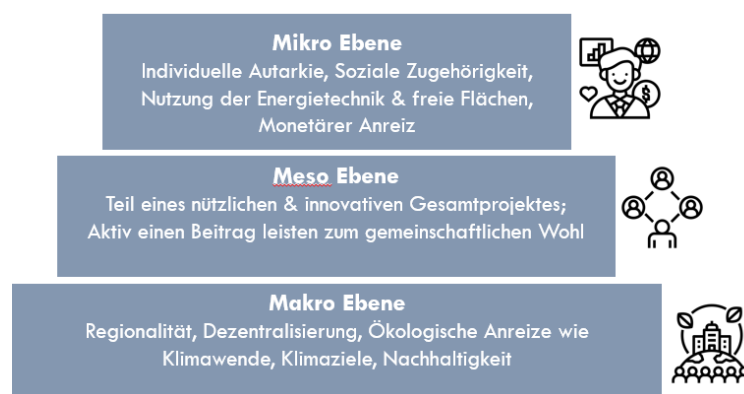 Mikro Ebene
Individuelle Autarkie, Soziale Zugehörigkeit,
Nutzung der Energietechnik & freie Flächen,
Monetärer Anreiz
Meso Ebene
Teil eines nützlichen & innovativen Gesamtprojektes;
Aktiv einen Beitrag leisten zum gemeinschaftlichen Wohl
Makro Ebene
Regionalität, Dezentralisierung, Ökologische Anreize wie
Klimawende, Klimaziele, Nachhaltigkeit